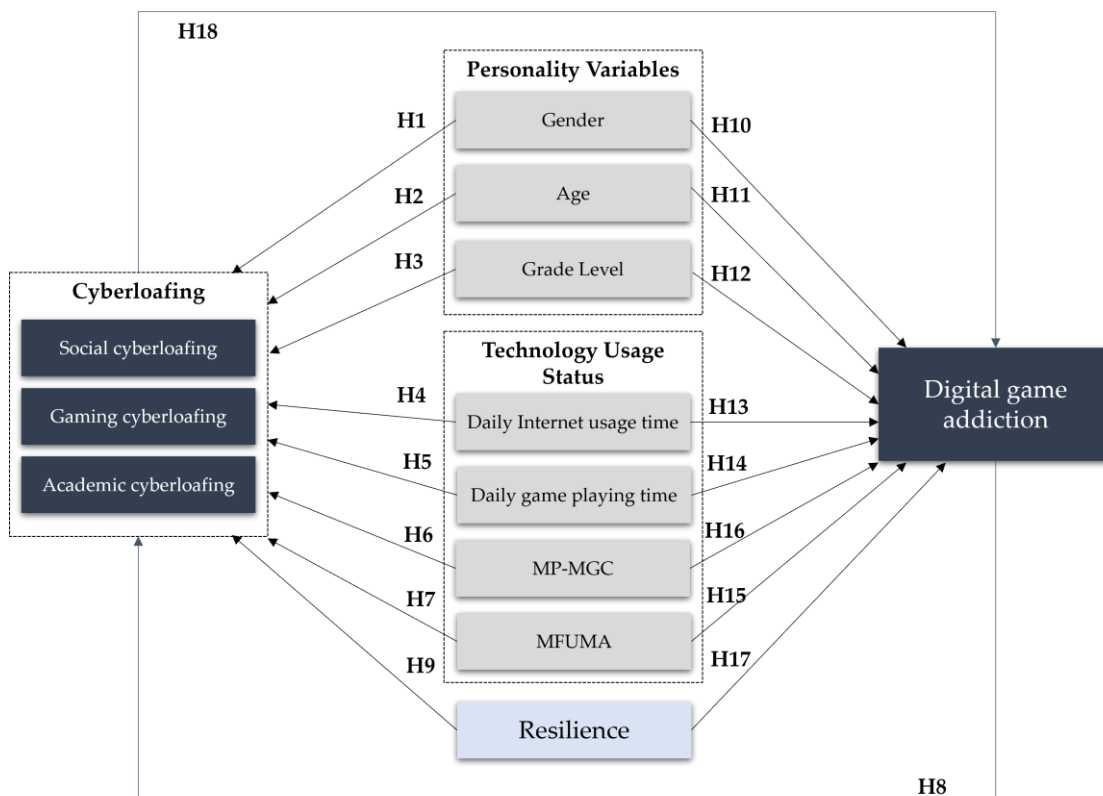 H18
Personality Variables
H1
Gender
H10
H2
Age
H11
H3
Grade Level
H12
Cyberloafing
Social cyberloafing
Gaming cyberloafing
Academic cyberloafing
Technology Usage
Status
H4
Daily Internet usage time
H13
H5
Daily game playing time
H14
H6
MP-MGC
H16
H7
MFUMA
H15
H9
Resilience
H17
Digital game
addiction
H8